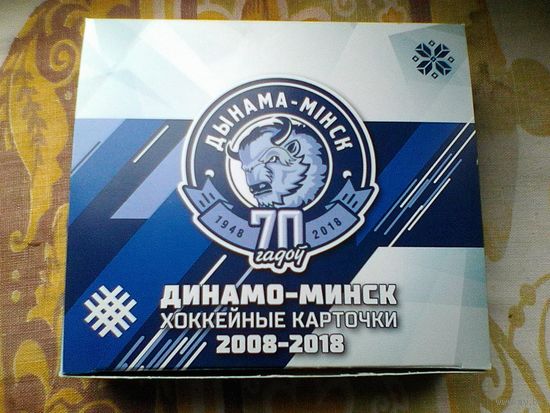 ДЫНАМА-МІНСК
1948 2018
70
гадоў
ДИНАМО-МИНСК
ХОККЕЙНЫЕ КАРТОЧКИ
2008-2018